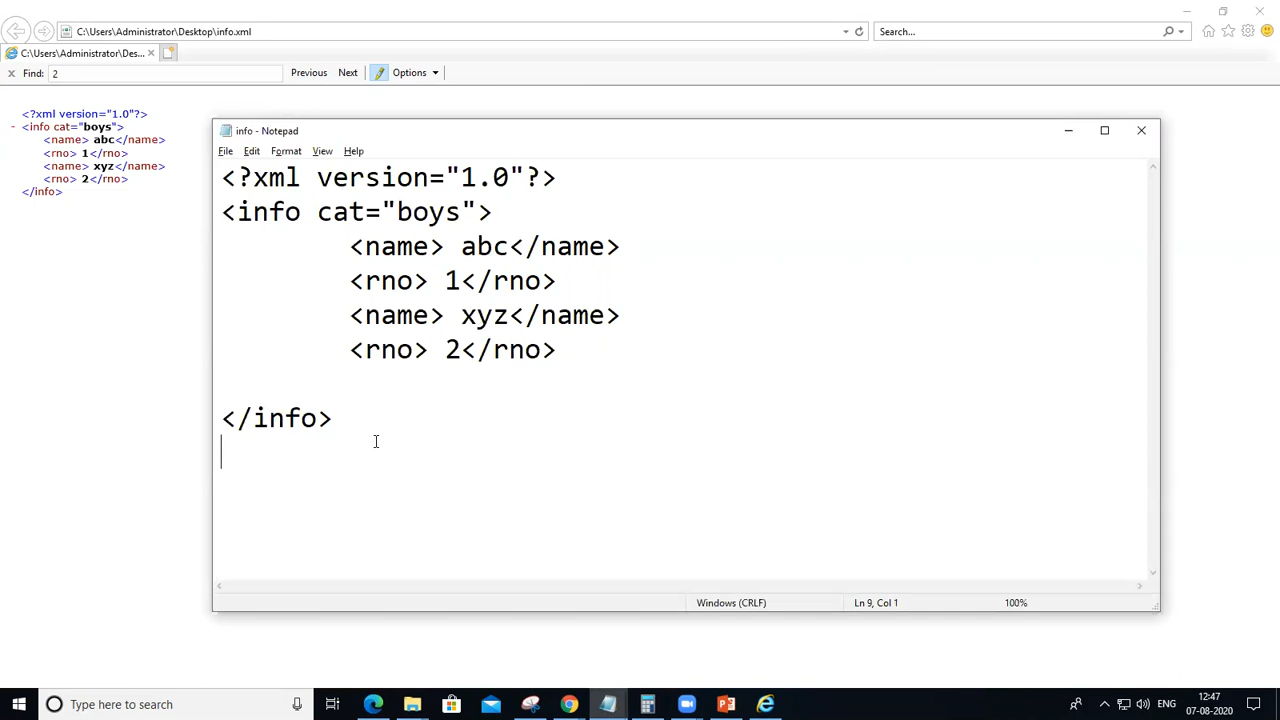 C:\Users\Administrator\Desktop\info.xml
Search...
C:\Users\Administrator\Des...
Find: 2
Previous Next Options
<?xml version="1.0"?>
- <info cat="boys">
<name> abc</name>
<rno> 1</rno>
<name> xyz</name>
<rno> 2</rno>
</info>
info - Notepad
File Edit Format View Help
<?xml version="1.0"?>
<info cat="boys">
<name> abc</name>
<rno> 1</rno>
<name> xyz</name>
<rno> 2</rno>
</info>
Windows (CRLF) Ln 9, Col 1 100%
Type here to search
ENG
12:47
07-08-2020